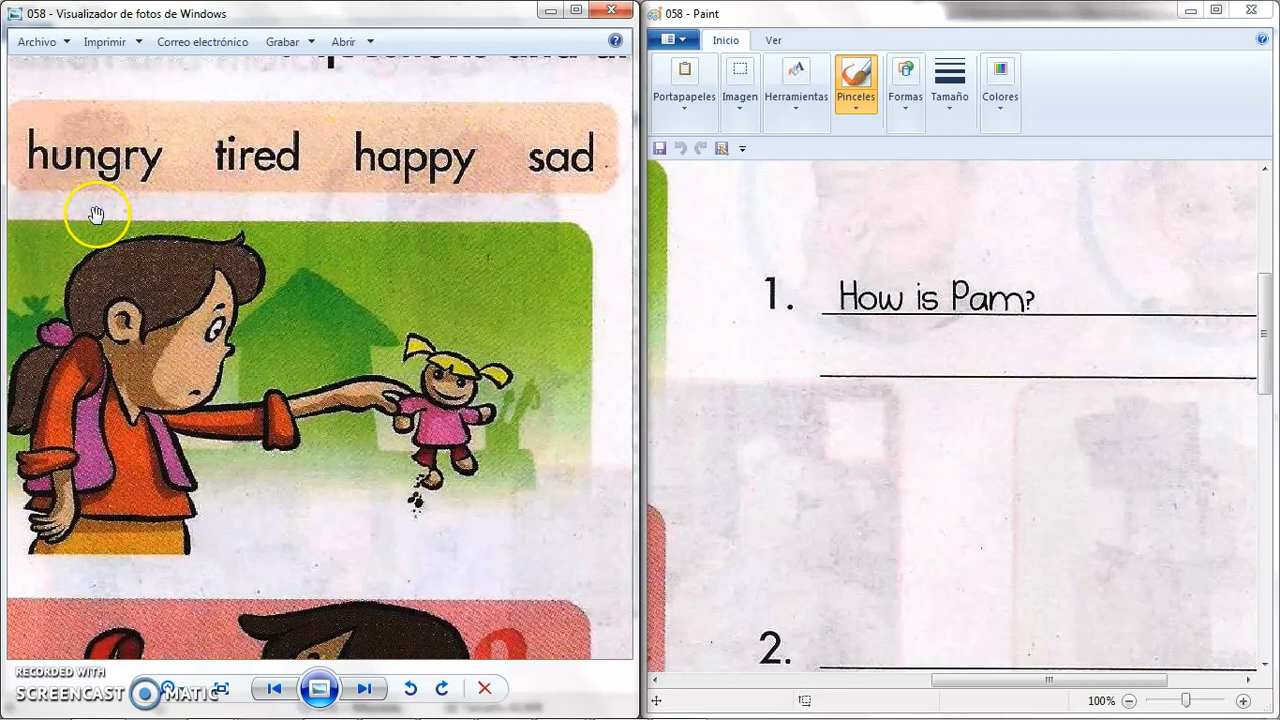 058 - Visualizador de fotos de Windows
Archivo Imprimir Correo electrónico Grabar Abrir
hungry tired happy sad
RECORDED WITH
SCREENCAST MATIC
058 - Paint
Inicio Ver
Portapapeles Imagen Herramientas Pinceles Formas Tamaño Colores
1. How is Pam?
2.
100%